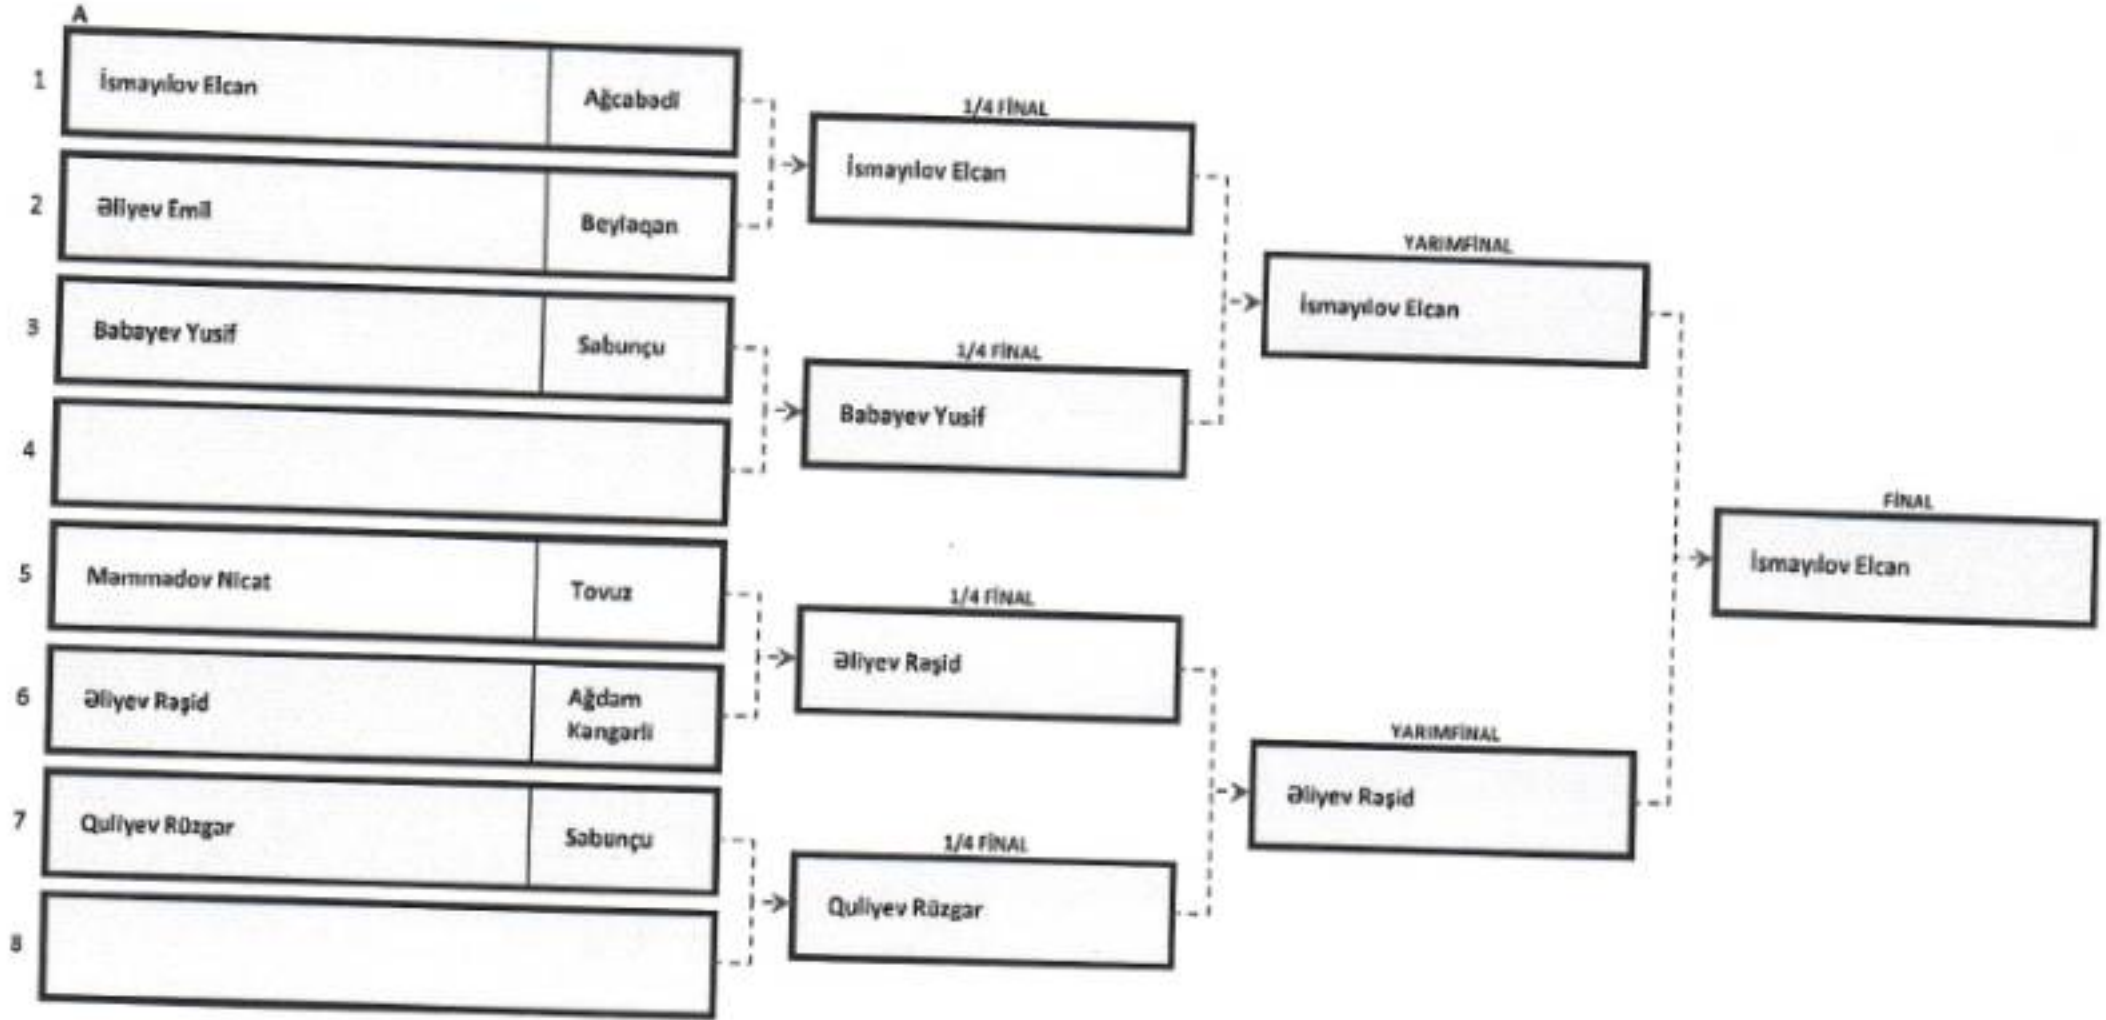 A
1 İsmayılov Elcan Ağcabədi
2 Əliyev Emil Beyləqan
3 Babayev Yusif Sabunçu
4
5 Məmmədov Nicat Tovuz
6 Əliyev Rəşid Ağdam
Kəngərli
7 Quliyev Rüzgar Sabunçu
8
1/4 FİNAL
İsmayılov Elcan
1/4 FİNAL
Babayev Yusif
1/4 FİNAL
Əliyev Rəşid
1/4 FİNAL
Quliyev Rüzgar
YARIMFİNAL
İsmayılov Elcan
YARIMFİNAL
Əliyev Rəşid
FİNAL
İsmayılov Elcan